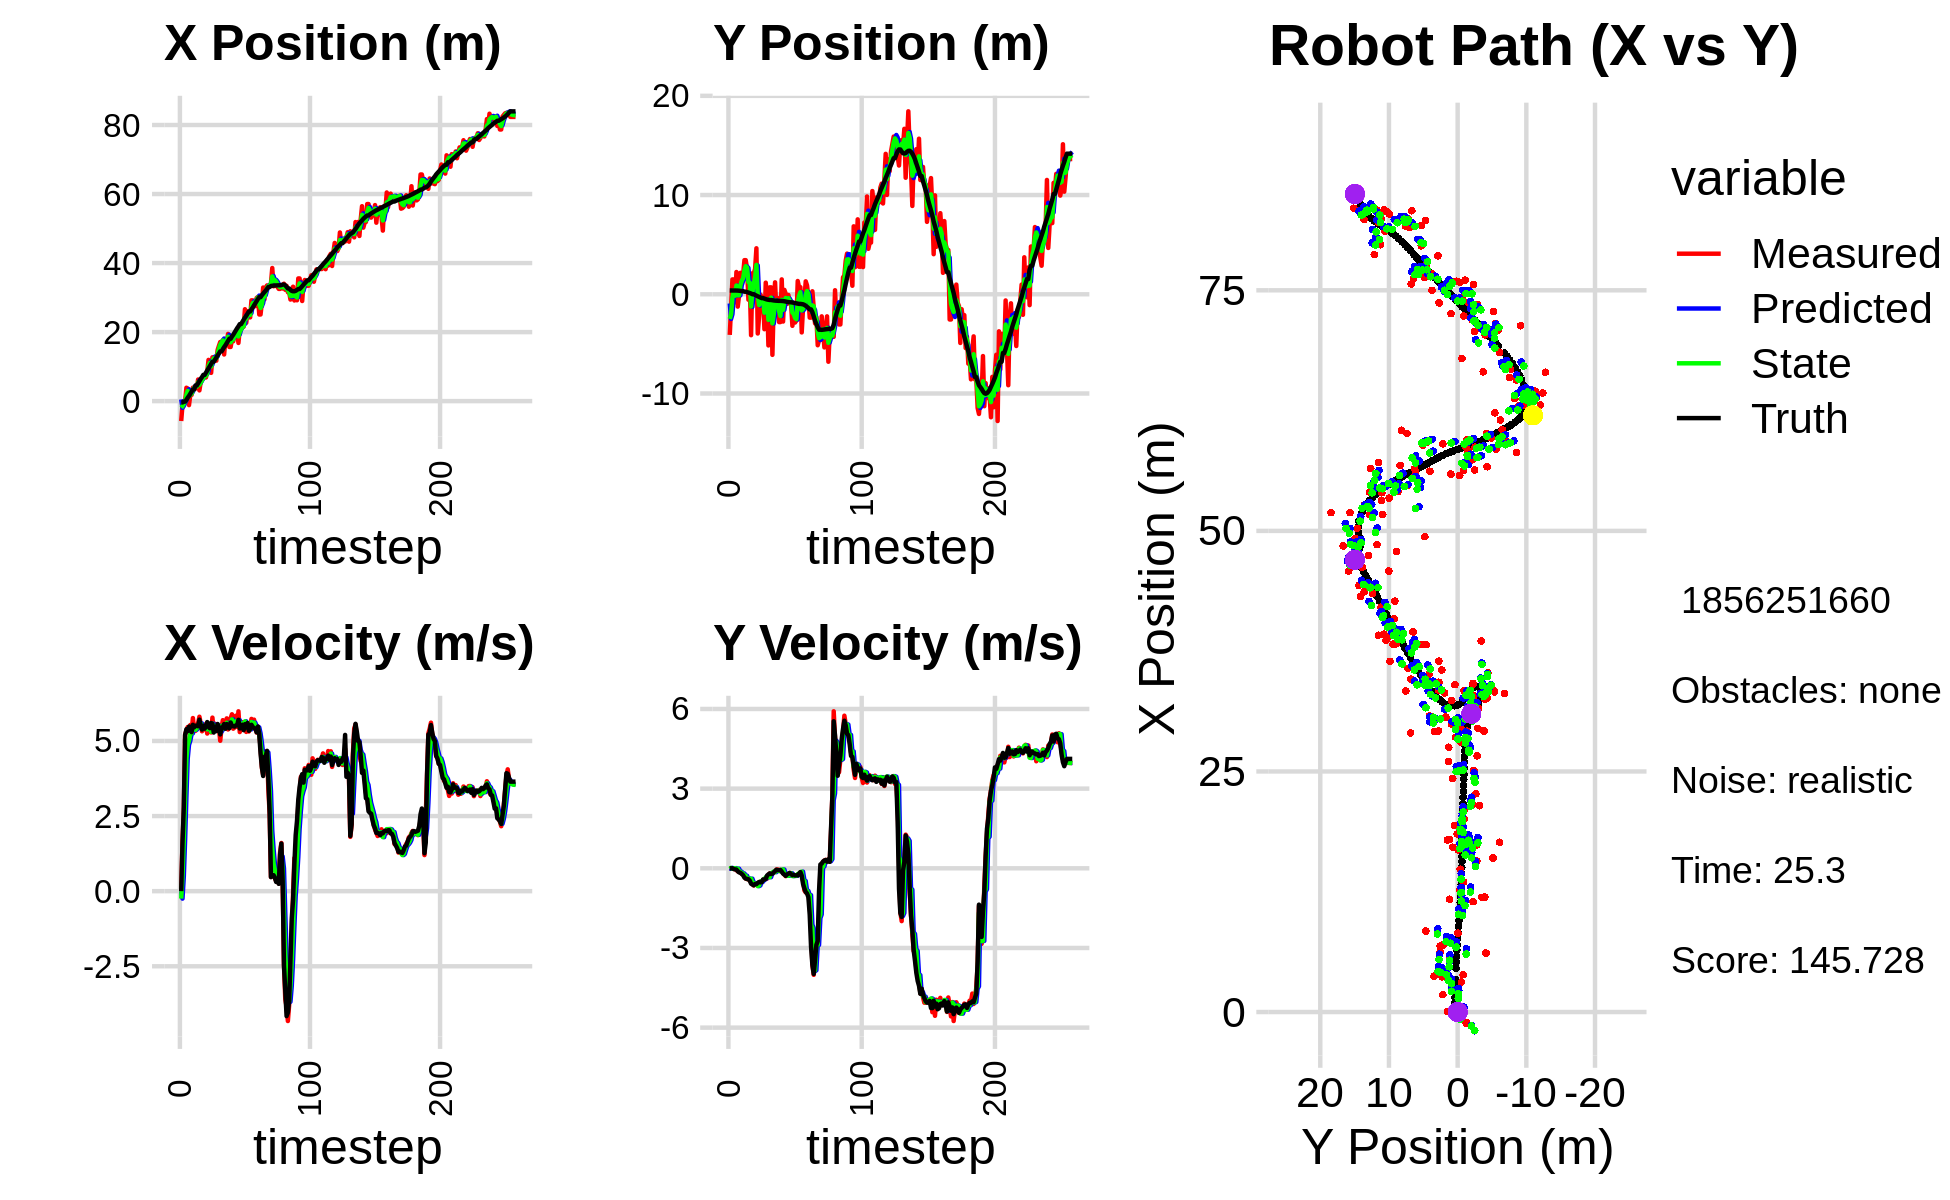 X Position (m)
80
60
40
20
0
0
100
200
timestep
Y Position (m)
20
10
0
-10
0
100
200
timestep
X Velocity (m/s)
5.0
2.5
0.0
-2.5
0
100
200
timestep
Y Velocity (m/s)
6
3
0
-3
-6
0
100
200
timestep
Robot Path (X vs Y)
X Position (m)
75
50
25
0
20 10 0 -10 -20
Y Position (m)
variable
Measured
Predicted
State
Truth
1856251660
Obstacles: none
Noise: realistic
Time: 25.3
Score: 145.728